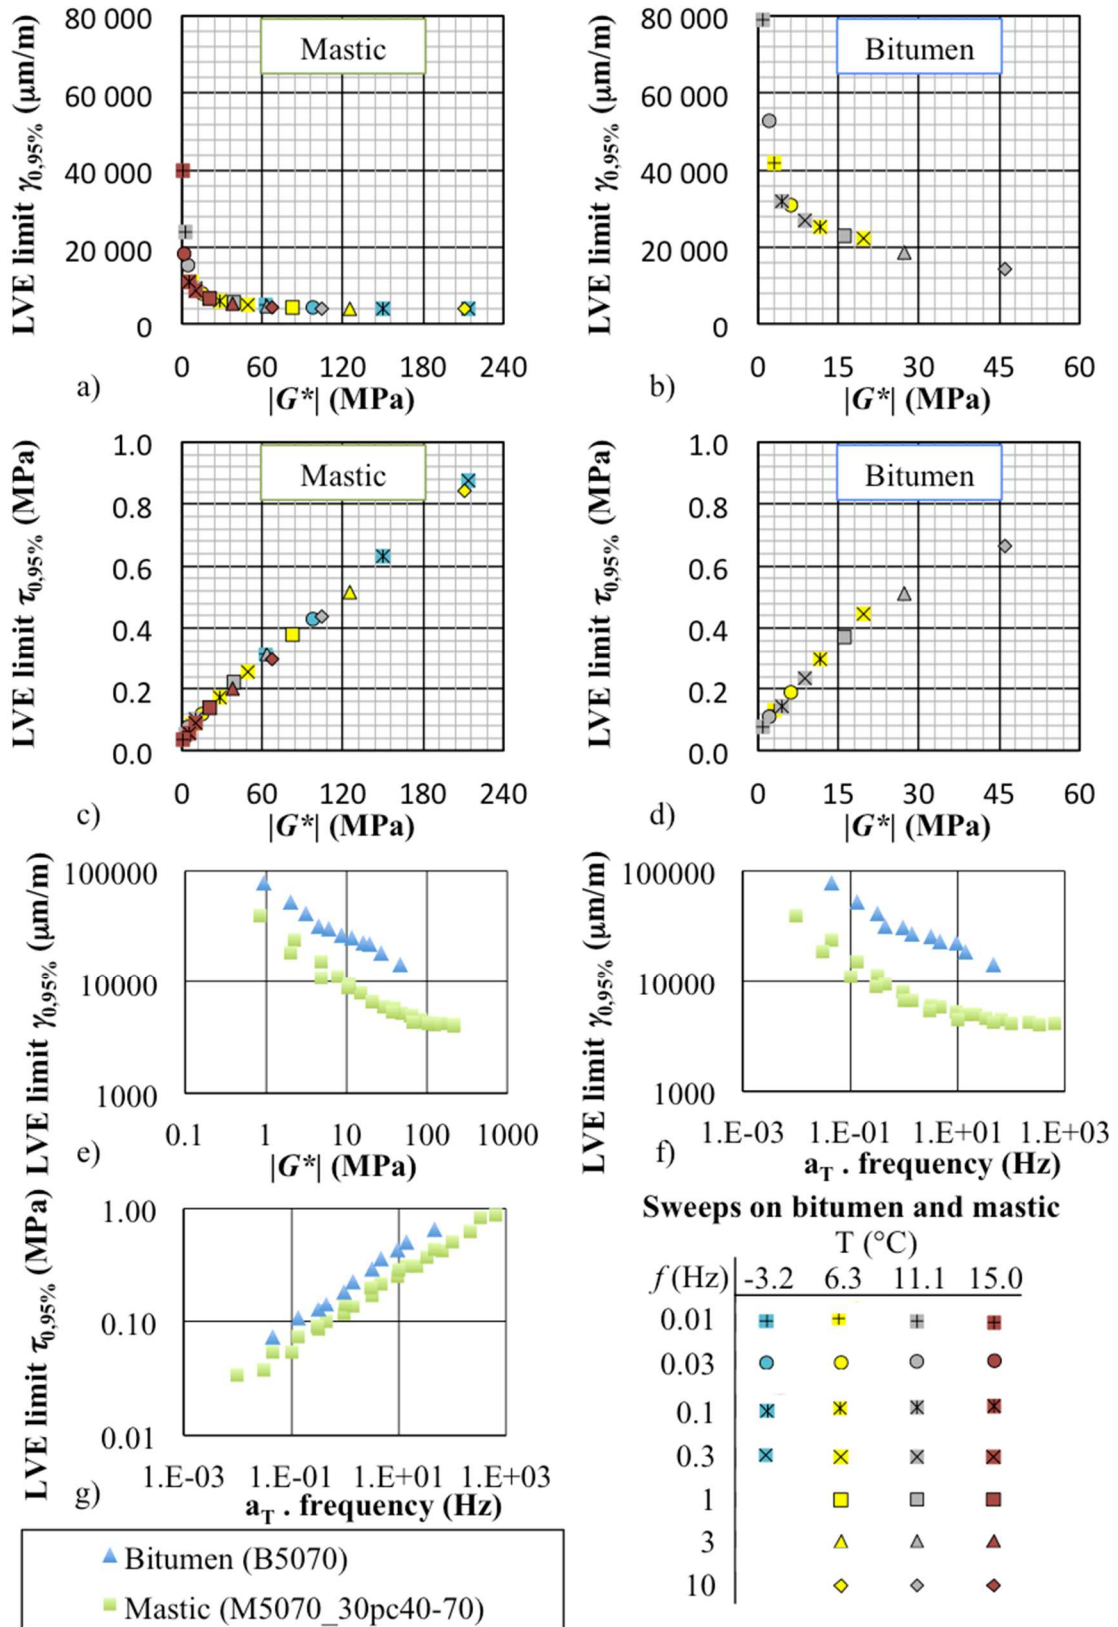 LVE limit γ0,95% (µm/m)
80 000
60 000
40 000
20 000
0
Mastic
0 60 120 180 240
a)
|G*| (MPa)
LVE limit γ0,95% (µm/m)
80 000
60 000
40 000
20 000
0
Bitumen
0 15 30 45 60
b)
|G*| (MPa)
LVE limit τ0,95% (MPa)
1.0
0.8
0.6
0.4
0.2
0.0
Mastic
0 60 120 180 240
c)
|G*| (MPa)
LVE limit τ0,95% (MPa)
1.0
0.8
0.6
0.4
0.2
0.0
Bitumen
0 15 30 45 60
d)
|G*| (MPa)
LVE limit γ0,95% (µm/m)
100000
10000
1000
0.1 1 10 100 1000
e)
|G*| (MPa)
LVE limit γ0,95% (µm/m)
100000
10000
1000
1.E-03 1.E-01 1.E+01 1.E+03
f)
aT . frequency (Hz)
LVE limit τ0,95% (MPa)
1.00
0.10
0.01
1.E-03 1.E-01 1.E+01 1.E+03
g)
aT . frequency (Hz)
Bitumen (B5070)
Mastic (M5070_30pc40-70)
Sweeps on bitumen and mastic
T (°C)
f (Hz) -3.2 6.3 11.1 15.0
0.01
0.03
0.1
0.3
1
3
10